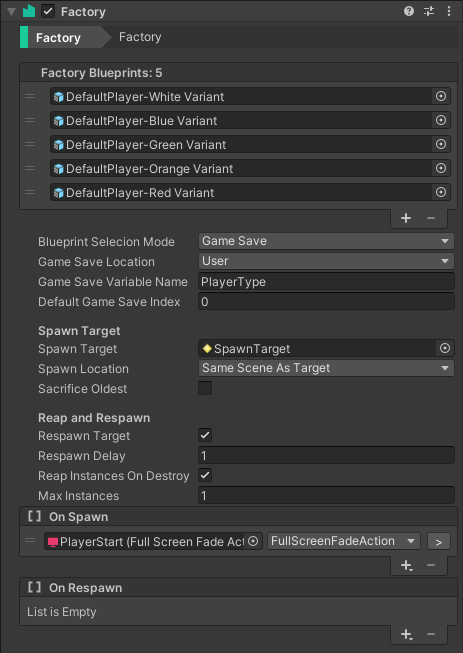 Factory
Factory Factory
Factory Blueprints: 5
DefaultPlayer-White Variant
DefaultPlayer-Blue Variant
DefaultPlayer-Green Variant
DefaultPlayer-Orange Variant
DefaultPlayer-Red Variant
Blueprint Selecion Mode Game Save
Game Save Location User
Game Save Variable Name PlayerType
Default Game Save Index 0
Spawn Target
Spawn Target SpawnTarget
Spawn Location Same Scene As Target
Sacrifice Oldest
Reap and Respawn
Respawn Target
Respawn Delay 1
Reap Instances On Destroy
Max Instances 1
On Spawn
PlayerStart (Full Screen Fade Act FullScreenFadeAction >
On Respawn
List is Empty